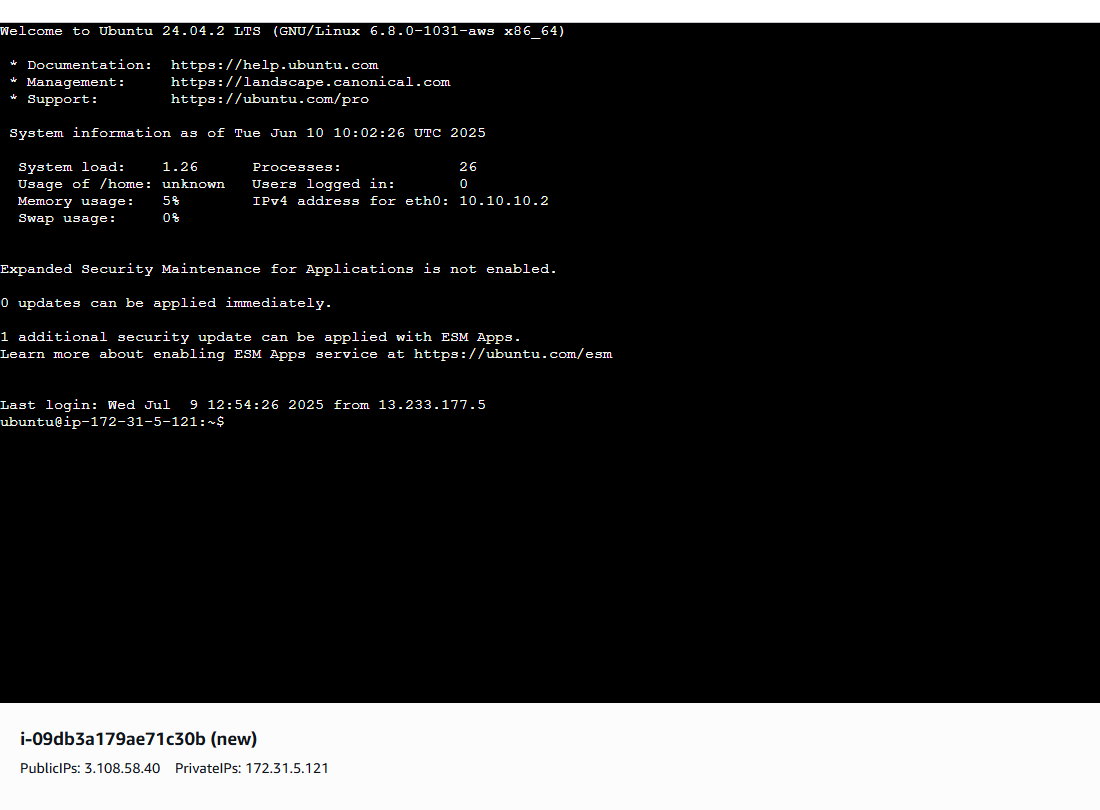 Welcome to Ubuntu 24.04.2 LTS (GNU/Linux 6.8.0-1031-aws x86_64)
* Documentation: https://help.ubuntu.com
* Management: https://landscape.canonical.com
* Support: https://ubuntu.com/pro
System information as of Tue Jun 10 10:02:26 UTC 2025
System load: 1.26 Processes: 26
Usage of /home: unknown Users logged in: 0
Memory usage: 5% IPv4 address for eth0: 10.10.10.2
Swap usage: 0%
Expanded Security Maintenance for Applications is not enabled.
0 updates can be applied immediately.
1 additional security update can be applied with ESM Apps.
Learn more about enabling ESM Apps service at https://ubuntu.com/esm
Last login: Wed Jul  9 12:54:26 2025 from 13.233.177.5
ubuntu@ip-172-31-5-121:~$
i-09db3a179ae71c30b (new)
PublicIPs: 3.108.58.40 PrivateIPs: 172.31.5.121